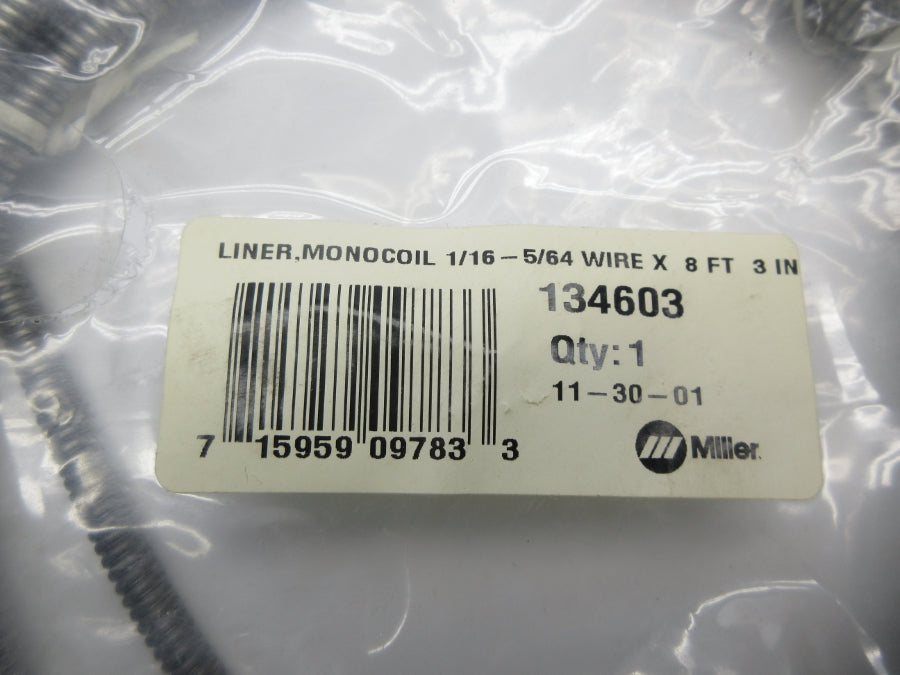 LINER,MONOCOIL 1/16–5/64 WIRE X 8 FT 3 IN
134603
Qty: 1
11–30–01
7 15959 09783 3
Miller.